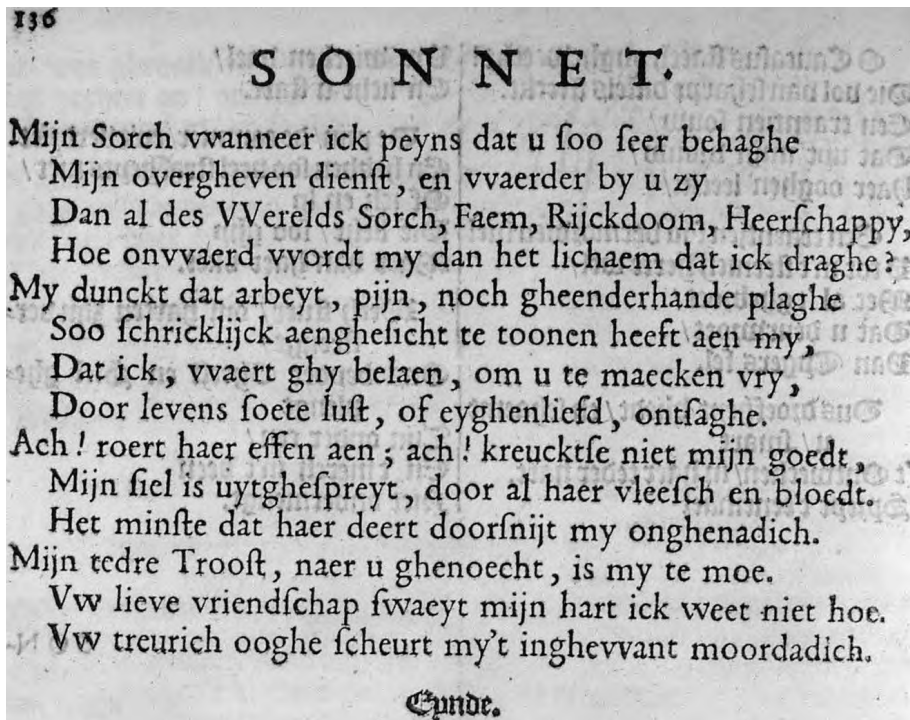 136
SONNET.
Mijn Sorch vvanneer ick peyns dat u ſoo ſeer behaghe
Mijn overgheven dienſt, en vvaerder by u zy
Dan al des VVerelds Sorch, Faem, Rijckdoom, Heerſchappy,
Hoe onvvaerd vvordt my dan het lichaem dat ick draghe?
My dunckt dat arbeyt, pijn, noch gheenderhande plaghe
Soo ſchricklijck aengheſicht te toonen heeft aen my,
Dat ick, vvaert ghy belaen, om u te maecken vry,
Door levens ſoete luſt, of eyghenliefd, ontſaghe.
Ach! roert haer effen aen; ach! kreucktſe niet mijn goedt,
Mijn ſiel is uytgheſpreyt, door al haer vleeſch en bloedt.
Het minſte dat haer deert doorſnijt my onghenadich.
Mijn tedre Trooſt, naer u ghenoecht, is my te moe.
Vw lieve vriendſchap ſwaeyt mijn hart ick weet niet hoe.
Vw treurich ooghe ſcheurt my't inghevvant moordadich.
Eynde.